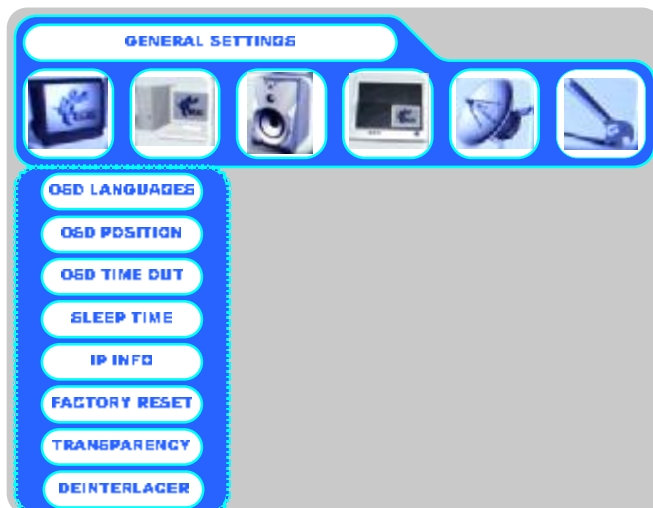 GENERAL SETTINGS
OSD LANGUAGES
OSD POSITION
OSD TIME OUT
SLEEP TIME
IP INFO
FACTORY RESET
TRANSPARENCY
DEINTERLACER